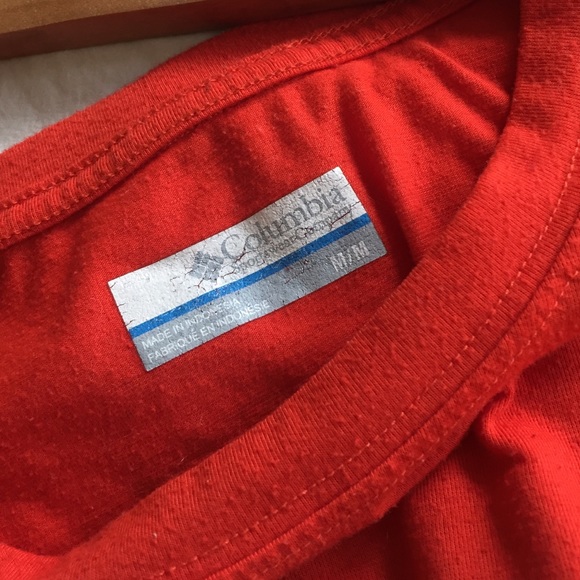 Columbia
Sportswear Company
M/M
MADE IN INDONESIA
FABRIQUÉ EN INDONÉSIE